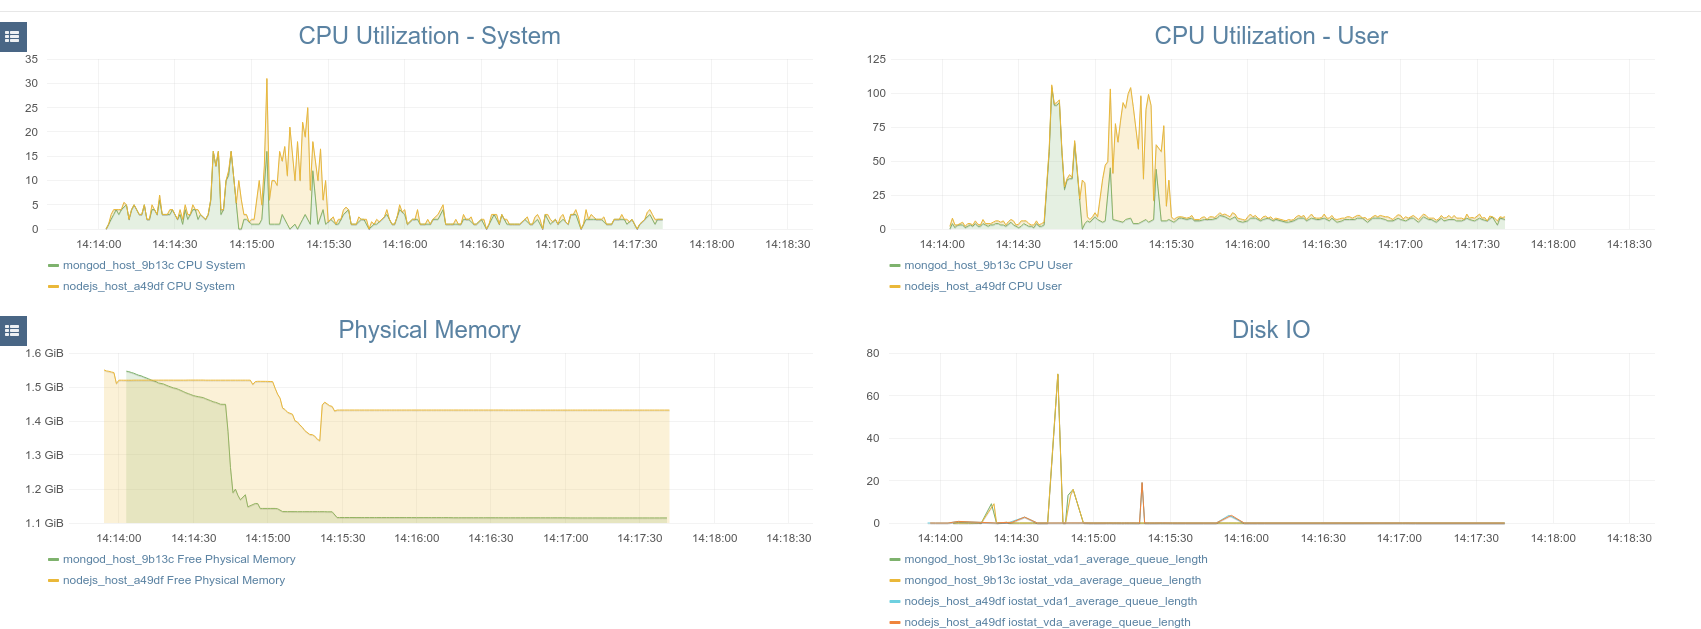 CPU Utilization - System
35
30
25
20
15
10
5
0
14:14:00 14:14:30 14:15:00 14:15:30 14:16:00 14:16:30 14:17:00 14:17:30 14:18:00 14:18:30
mongod_host_9b13c CPU System
nodejs_host_a49df CPU System
CPU Utilization - User
125
100
75
50
25
0
14:14:00 14:14:30 14:15:00 14:15:30 14:16:00 14:16:30 14:17:00 14:17:30 14:18:00 14:18:30
mongod_host_9b13c CPU User
nodejs_host_a49df CPU User
Physical Memory
1.6 GiB
1.5 GiB
1.4 GiB
1.3 GiB
1.2 GiB
1.1 GiB
14:14:00 14:14:30 14:15:00 14:15:30 14:16:00 14:16:30 14:17:00 14:17:30 14:18:00 14:18:30
mongod_host_9b13c Free Physical Memory
nodejs_host_a49df Free Physical Memory
Disk IO
80
60
40
20
0
14:14:00 14:14:30 14:15:00 14:15:30 14:16:00 14:16:30 14:17:00 14:17:30 14:18:00 14:18:30
mongod_host_9b13c iostat_vda1_average_queue_length
mongod_host_9b13c iostat_vda_average_queue_length
nodejs_host_a49df iostat_vda1_average_queue_length
nodejs_host_a49df iostat_vda_average_queue_length